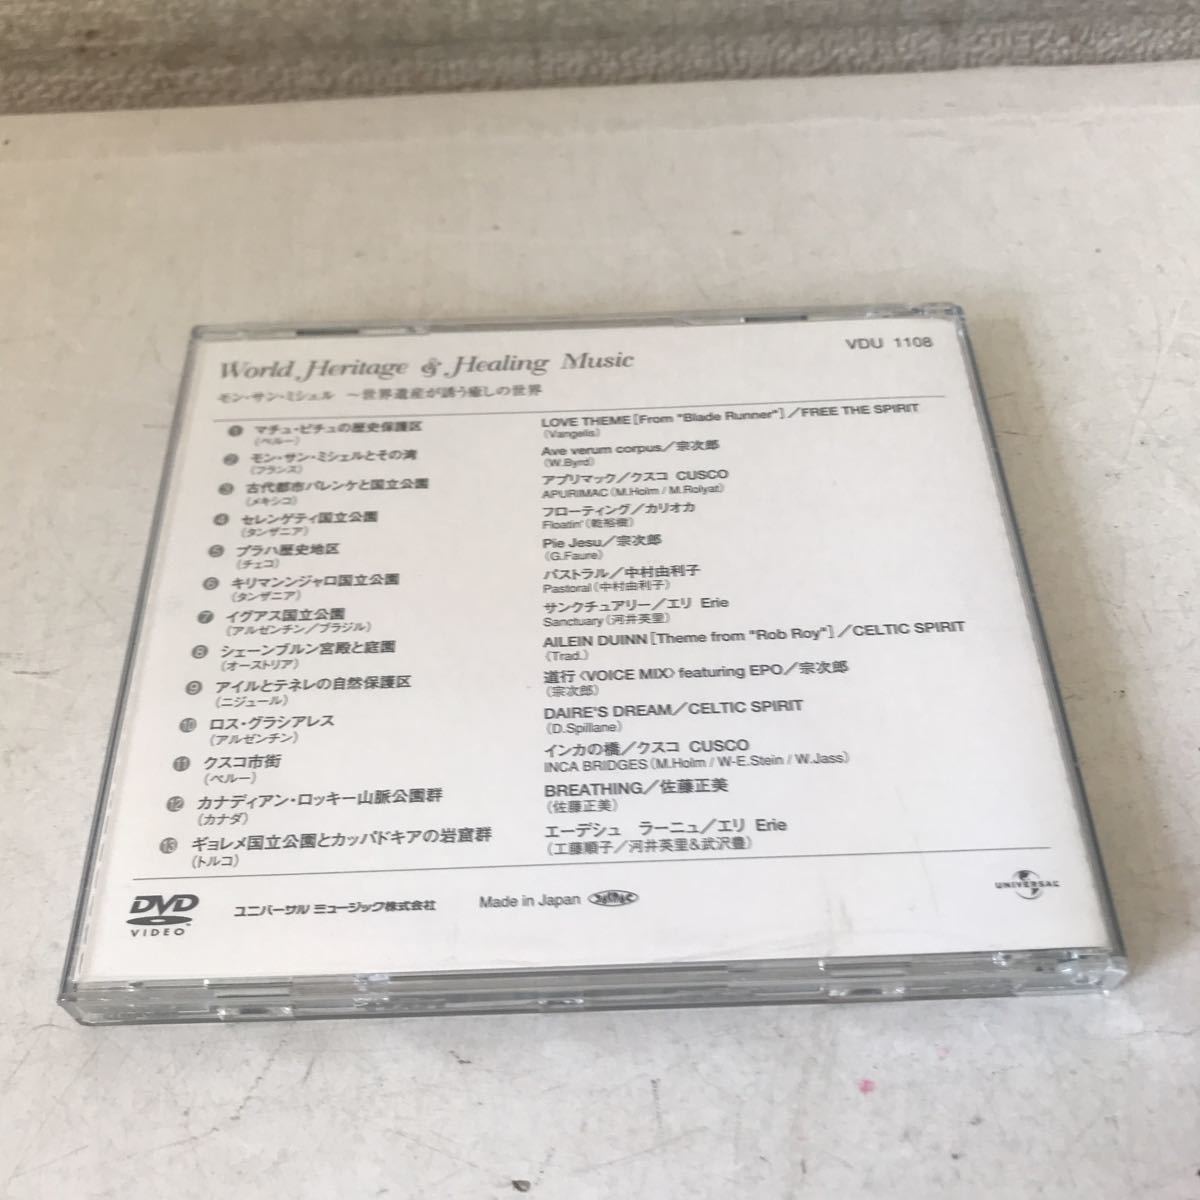 World Heritage & Healing Music
VDU 1108
モン・サン・ミシェル ～世界遺産が誘う癒しの世界
❶ マチュ・ピチュの歴史保護区
(ペルー)
LOVE THEME [From "Blade Runner"]／FREE THE SPIRIT
(Vangelis)
❷ モン・サン・ミシェルとその湾
(フランス)
Ave verum corpus／宗次郎
(W.Byrd)
❸ 古代都市パレンケと国立公園
(メキシコ)
アプリマック／クスコ CUSCO
APURIMAC (M.Holm / M.Rolyat)
❹ セレンゲティ国立公園
(タンザニア)
フローティング／カリオカ
Floatin' (乾裕樹)
❺ プラハ歴史地区
(チェコ)
Pie Jesu／宗次郎
(G.Faure)
❻ キリマンンジャロ国立公園
(タンザニア)
パストラル／中村由利子
Pastoral (中村由利子)
❼ イグアス国立公園
(アルゼンチン／ブラジル)
サンクチュアリー／エリ Erie
Sanctuary (河井英里)
❽ シェーンブルン宮殿と庭園
(オーストリア)
AILEIN DUINN [Theme from "Rob Roy"]／CELTIC SPIRIT
(Trad.)
❾ アイルとテネレの自然保護区
(ニジュール)
道行〈VOICE MIX〉featuring EPO／宗次郎
(宗次郎)
❿ ロス・グラシアレス
(アルゼンチン)
DAIRE'S DREAM／CELTIC SPIRIT
(D.Spillane)
⓫ クスコ市街
(ペルー)
インカの橋／クスコ CUSCO
INCA BRIDGES (M.Holm / W-E.Stein / W.Jass)
⓬ カナディアン・ロッキー山脈公園群
(カナダ)
BREATHING／佐藤正美
(佐藤正美)
⓭ ギョレメ国立公園とカッパドキアの岩窟群
(トルコ)
エーデシュ ラーニュ／エリ Erie
(工藤順子／河井英里&武沢豊)
DVD
VIDEO
ユニバーサル ミュージック株式会社
Made in Japan
UNIVERSAL